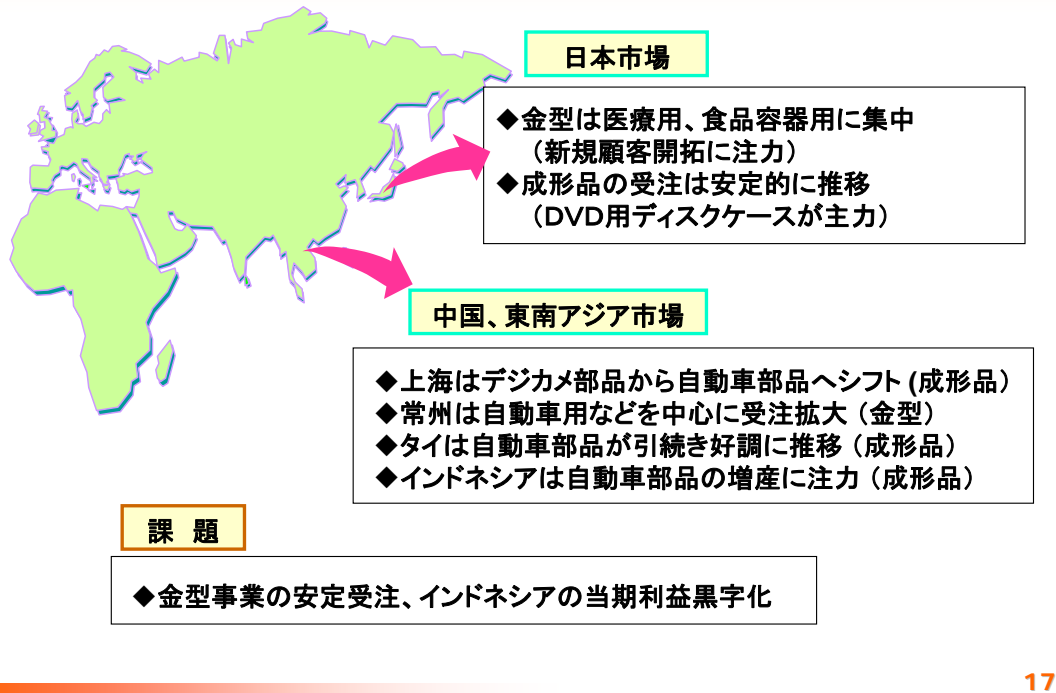 日本市場
◆金型は医療用、食品容器用に集中
（新規顧客開拓に注力）
◆成形品の受注は安定的に推移
（DVD用ディスクケースが主力）
中国、東南アジア市場
◆上海はデジカメ部品から自動車部品へシフト (成形品）
◆常州は自動車用などを中心に受注拡大（金型）
◆タイは自動車部品が引続き好調に推移（成形品）
◆インドネシアは自動車部品の増産に注力（成形品）
課　題
◆金型事業の安定受注、インドネシアの当期利益黒字化
17